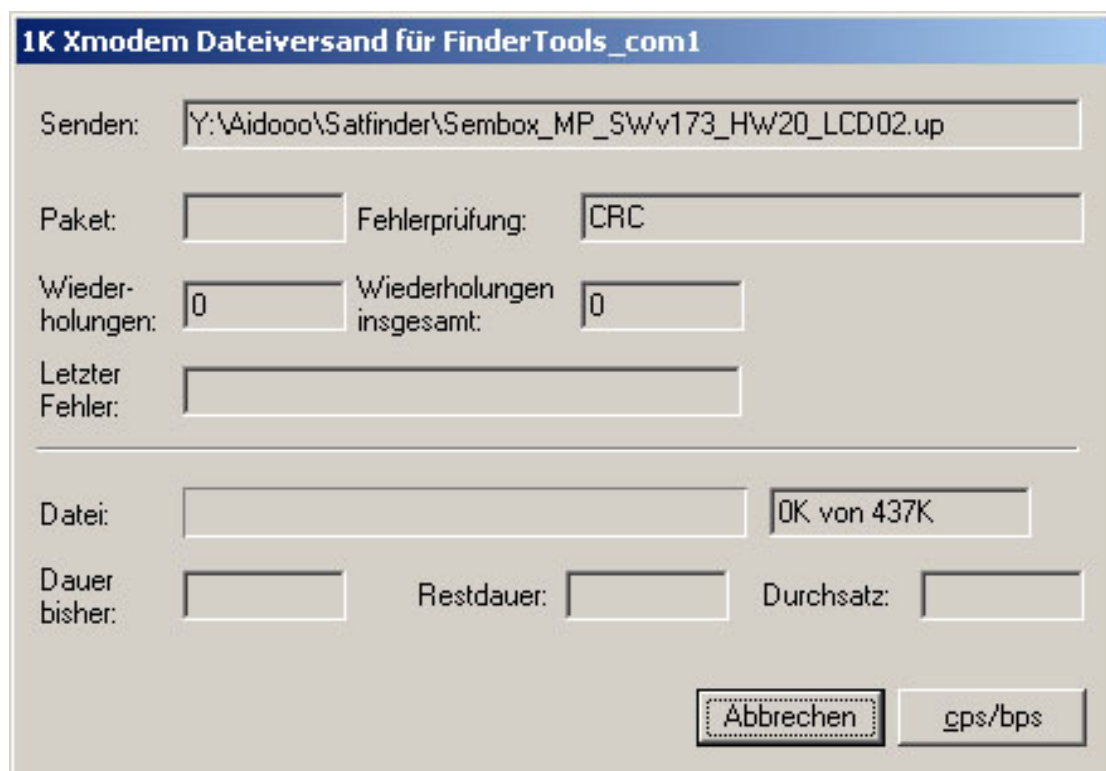 1K Xmodem Dateiversand für FinderTools_com1
Senden: Y:\Aidooo\Satfinder\Sembox_MP_SWv173_HW20_LCD02.up
Paket: Fehlerprüfung: CRC
Wieder-
holungen: 0 Wiederholungen
insgesamt: 0
Letzter
Fehler:
Datei: 0K von 437K
Dauer
bisher: Restdauer: Durchsatz:
Abbrechen cps/bps